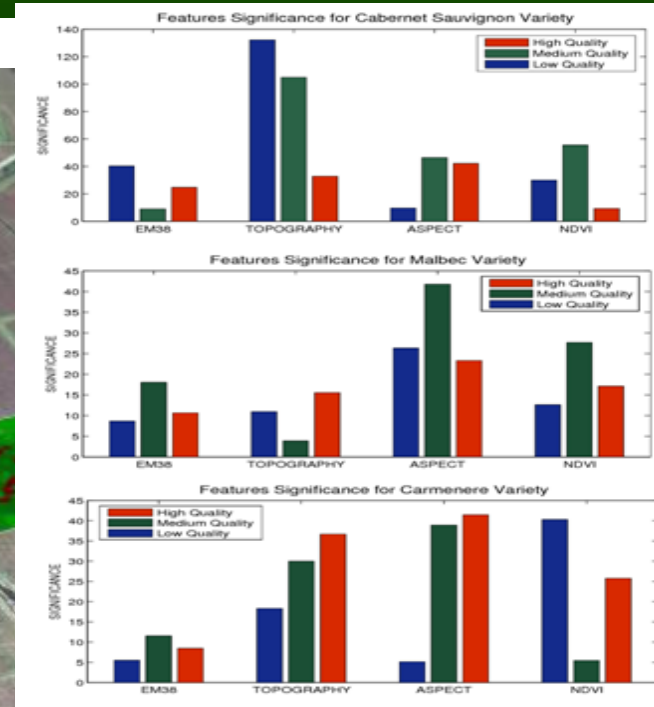 Features Significance for Cabernet Sauvignon Variety
140
120
100
80
60
40
20
0
SIGNIFICANCE
High Quality
Medium Quality
Low Quality
EM38 TOPOGRAPHY ASPECT NDVI
Features Significance for Malbec Variety
45
40
35
30
25
20
15
10
5
0
SIGNIFICANCE
High Quality
Medium Quality
Low Quality
EM38 TOPOGRAPHY ASPECT NDVI
Features Significance for Carmenere Variety
45
40
35
30
25
20
15
10
5
0
SIGNIFICANCE
High Quality
Medium Quality
Low Quality
EM38 TOPOGRAPHY ASPECT NDVI